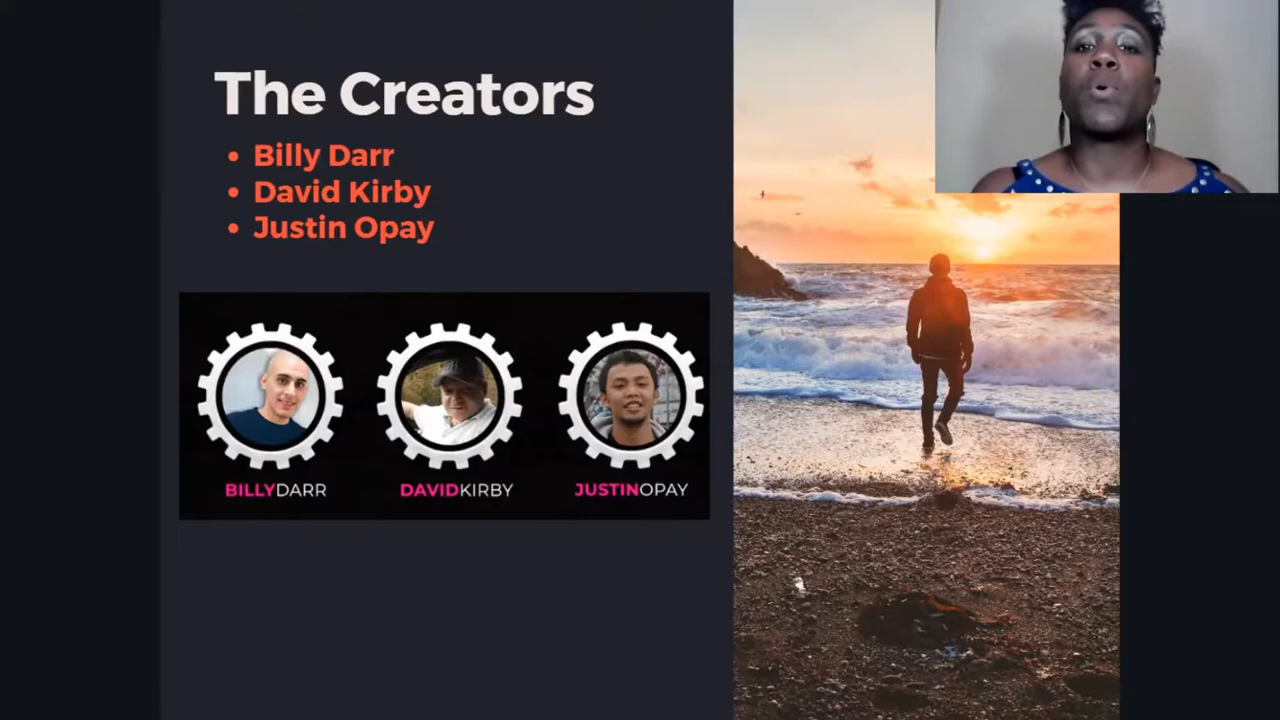 The Creators
Billy Darr
David Kirby
Justin Opay
BILLYDARR
DAVIDKIRBY
JUSTINOPAY